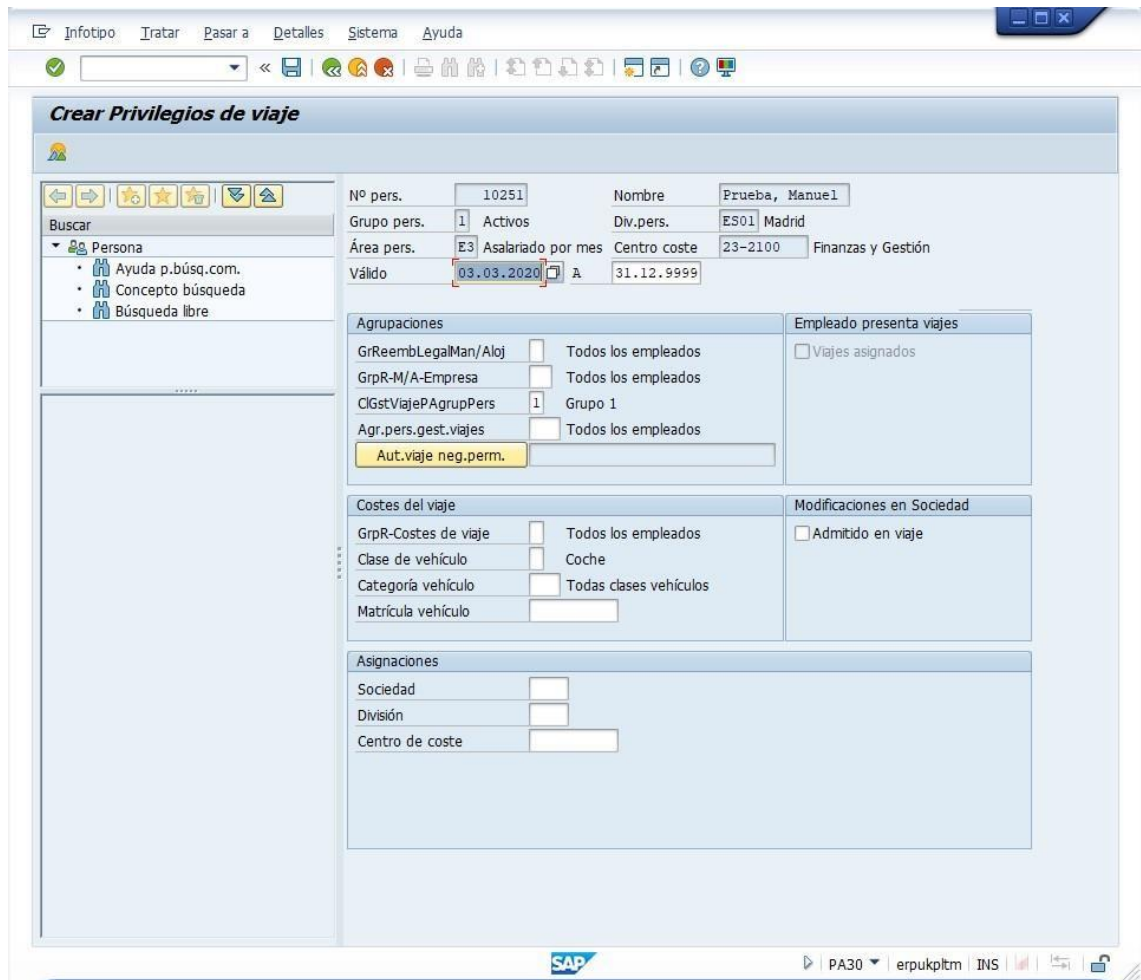 Infotipo Tratar Pasar a Detalles Sistema Ayuda
Crear Privilegios de viaje
Buscar
Persona
Ayuda p.búsq.com.
Concepto búsqueda
Búsqueda libre
Nº pers. 10251 Nombre Prueba, Manuel
Grupo pers. 1 Activos Div.pers. ES01 Madrid
Área pers. E3 Asalariado por mes Centro coste 23-2100 Finanzas y Gestión
Válido 03.03.2020 A 31.12.9999
Agrupaciones
GrReembLegalMan/Aloj Todos los empleados
GrpR-M/A-Empresa Todos los empleados
ClGstViajePAgrupPers 1 Grupo 1
Agr.pers.gest.viajes Todos los empleados
Aut.viaje neg.perm.
Empleado presenta viajes
Viajes asignados
Costes del viaje
GrpR-Costes de viaje Todos los empleados
Clase de vehículo Coche
Categoría vehículo Todas clases vehículos
Matrícula vehículo
Modificaciones en Sociedad
Admitido en viaje
Asignaciones
Sociedad
División
Centro de coste
SAP PA30 erpukpltm INS